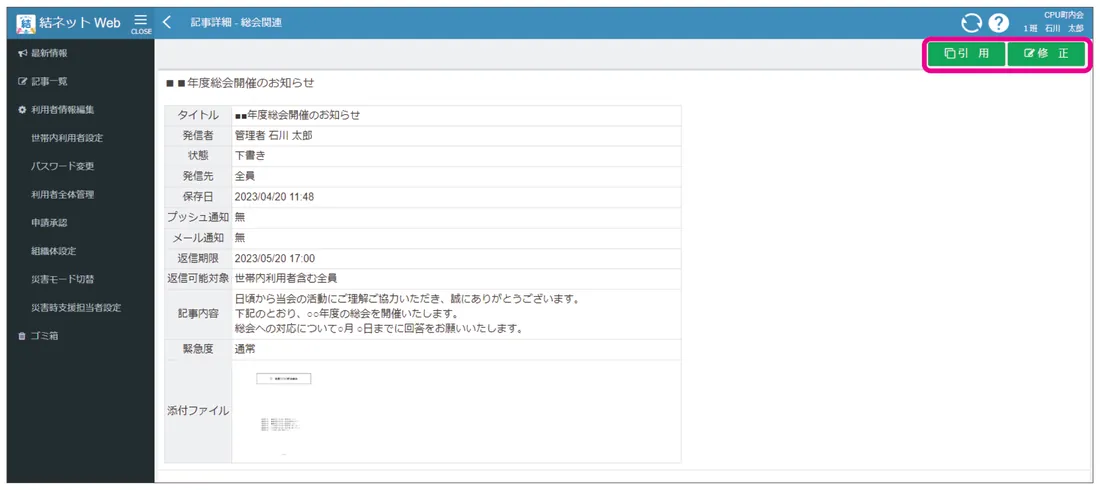 結ネット Web
CLOSE
記事詳細 - 総会関連
CPU町内会
1班 石川 太郎
最新情報
記事一覧
利用者情報編集
世帯内利用者設定
パスワード変更
利用者全体管理
申請承認
組織体設定
災害モード切替
災害時支援担当者設定
ゴミ箱
引 用
修 正
■■年度総会開催のお知らせ
タイトル ■■年度総会開催のお知らせ
発信者 管理者 石川 太郎
状態 下書き
発信先 全員
保存日 2023/04/20 11:48
プッシュ通知 無
メール通知 無
返信期限 2023/05/20 17:00
返信可能対象 世帯内利用者含む全員
記事内容
日頃から当会の活動にご理解ご協力いただき、誠にありがとうございます。
下記のとおり、○○年度の総会を開催いたします。
総会への対応について○月 ○日までに回答をお願いいたします。
緊急度 通常
添付ファイル